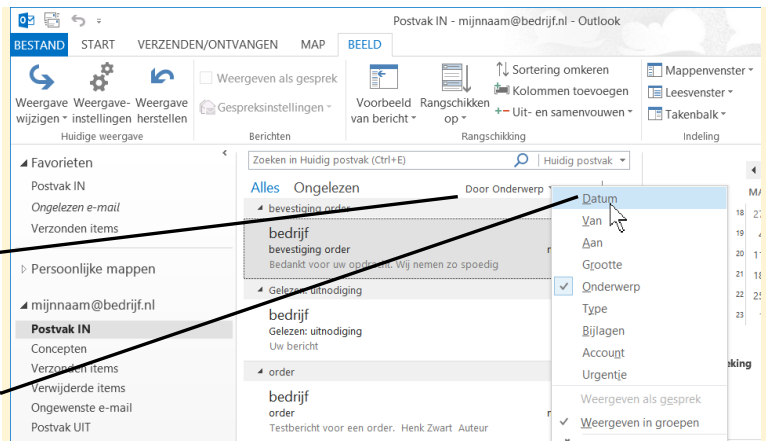 Postvak IN - mijnnaam@bedrijf.nl - Outlook
BESTAND START VERZENDEN/ONTVANGEN MAP BEELD
Weergave wijzigen
Weergave-instellingen
Weergave herstellen
Huidige weergave
Weergeven als gesprek
Gespreksinstellingen
Berichten
Voorbeeld van bericht
Rangschikken op
Sortering omkeren
Kolommen toevoegen
Uit- en samenvouwen
Rangschikking
Mappenvenster
Leesvenster
Takenbalk
Indeling
Favorieten
Postvak IN
Ongelezen e-mail
Verzonden items
Persoonlijke mappen
mijnnaam@bedrijf.nl
Postvak IN
Concepten
Verzonden items
Verwijderde items
Ongewenste e-mail
Postvak UIT
Zoeken in Huidig postvak (Ctrl+E) Huidig postvak
Alles Ongelezen Door Onderwerp
bevestiging order
bedrijf
bevestiging order
Bedankt voor uw opdracht. Wij nemen zo spoedig
Gelezen: uitnodiging
bedrijf
Gelezen: uitnodiging
Uw bericht
order
bedrijf
order
Testbericht voor een order. Henk Zwart Auteur
Datum
Van
Aan
Grootte
Onderwerp
Type
Bijlagen
Account
Urgentie
Weergeven als gesprek
Weergeven in groepen
18
19
20
21
22
23